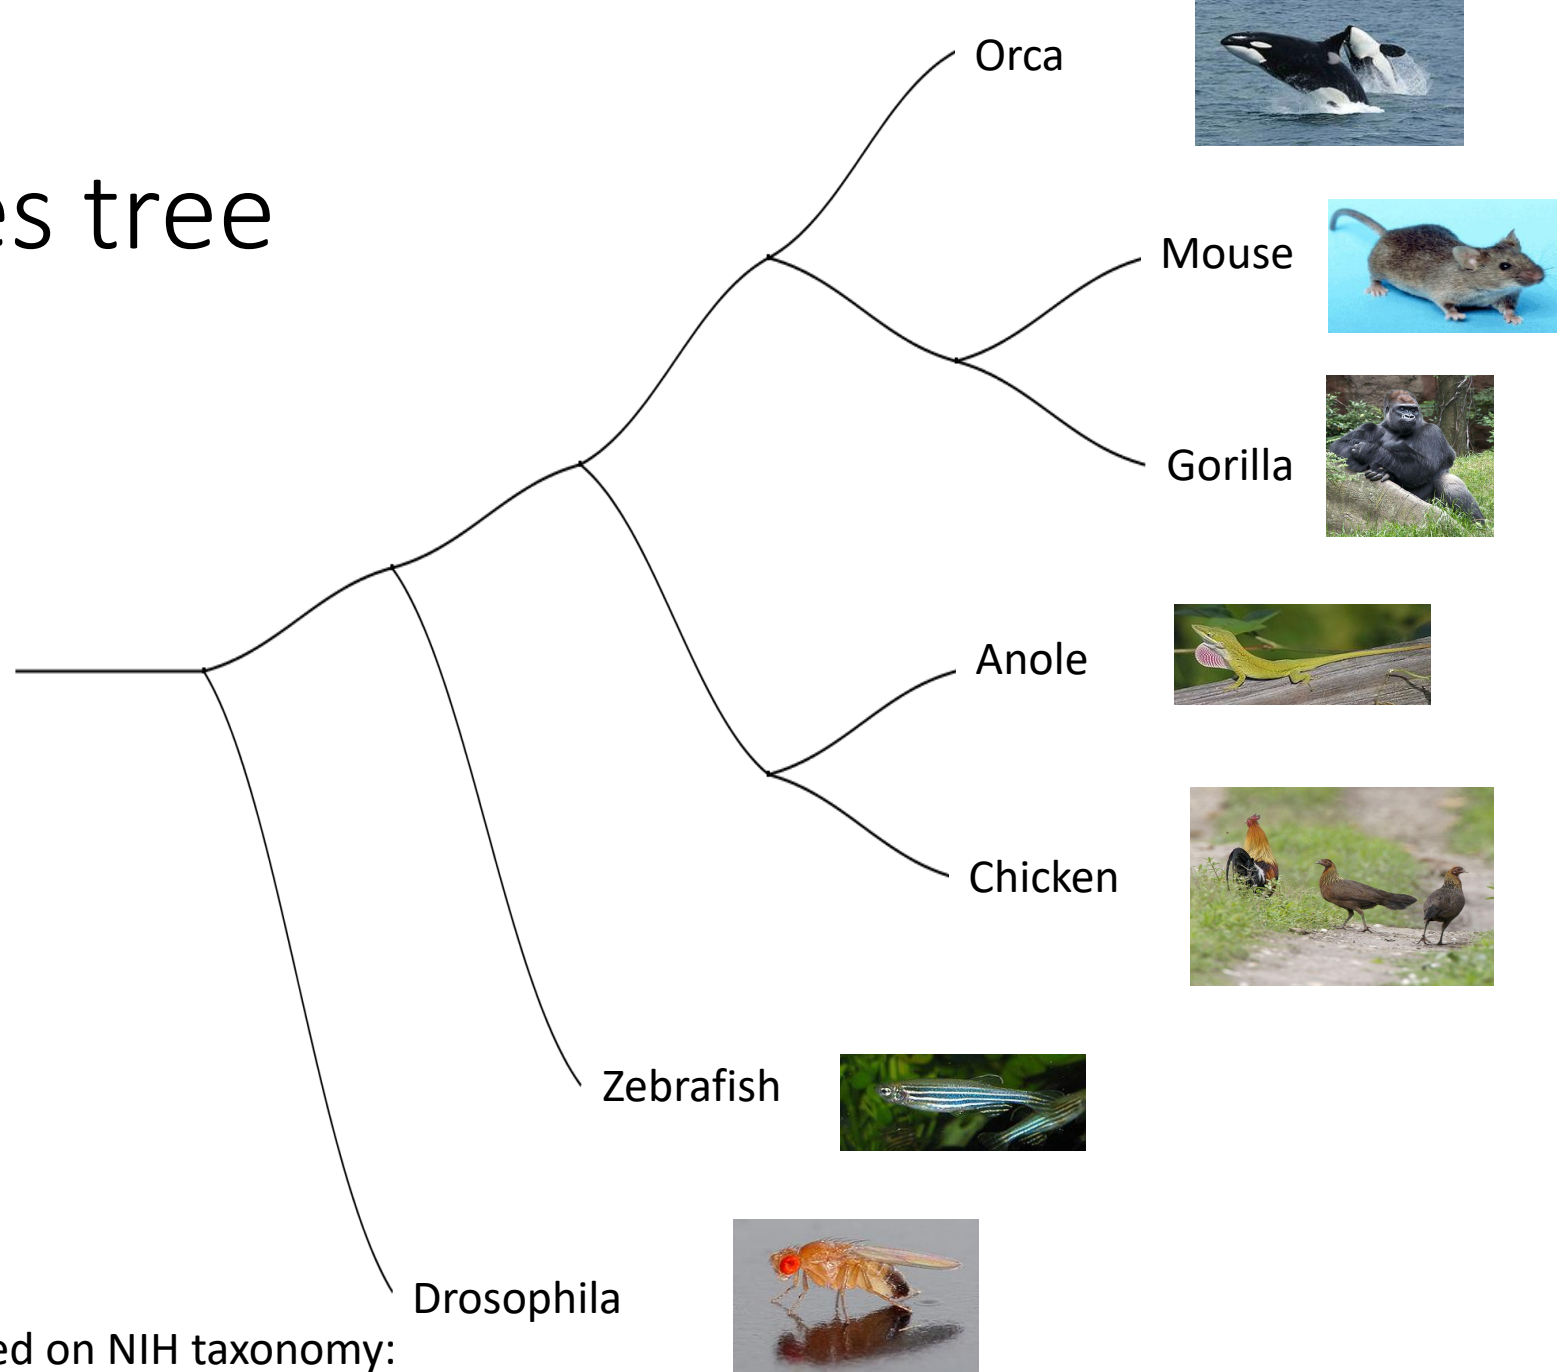 Orca
es tree
Mouse
Gorilla
Anole
Chicken
Zebrafish
Drosophila
ed on NIH taxonomy: